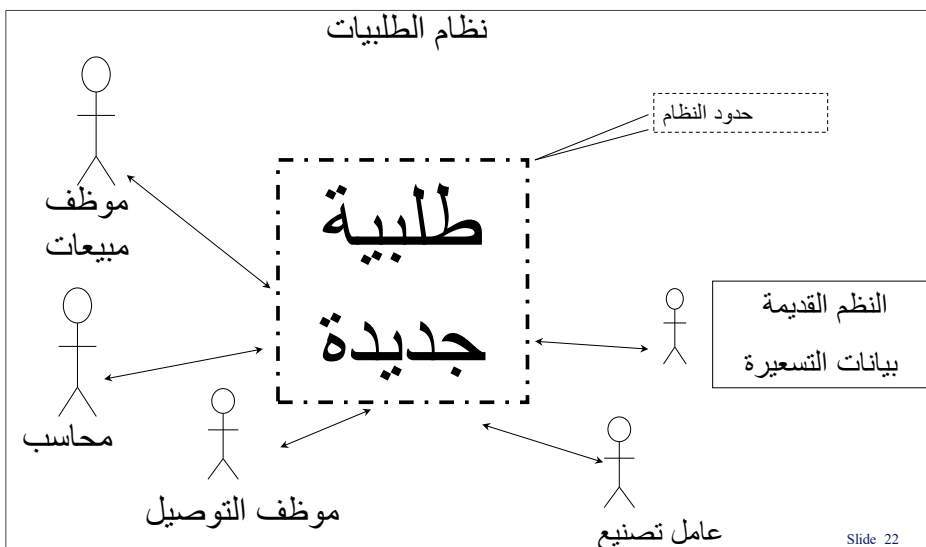 نظام الطلبيات
حدود النظام
طلبية
جديدة
موظف
مبيعات
النظم القديمة
بيانات التسعيرة
محاسب
موظف التوصيل
عامل تصنيع
Slide 22